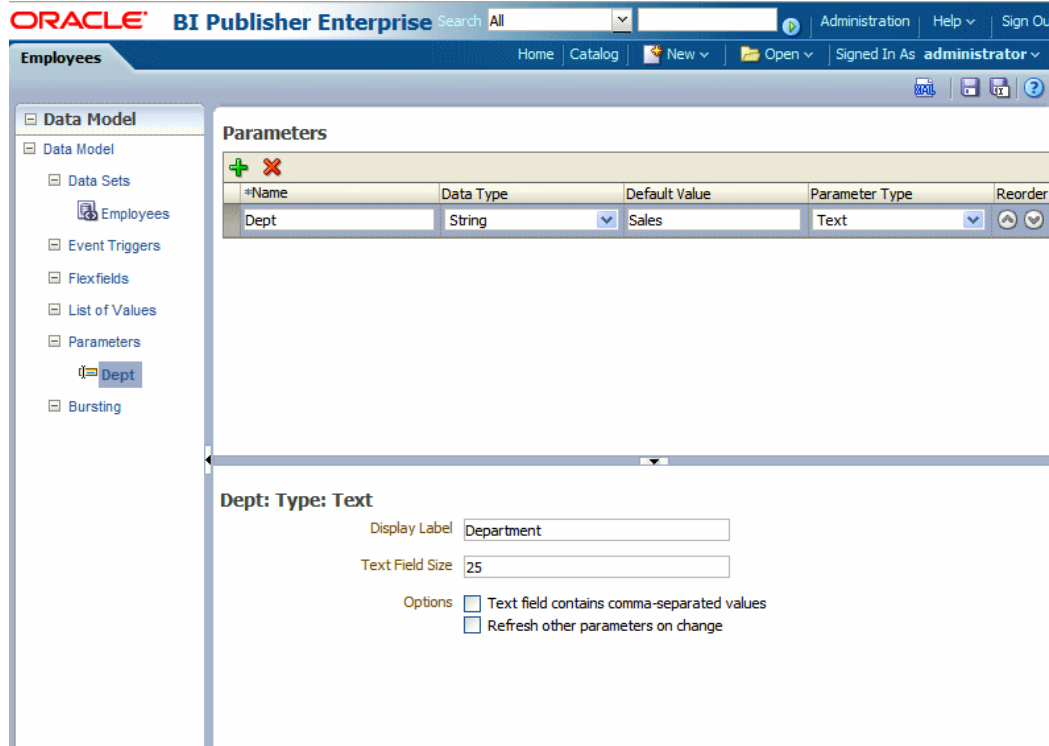 ORACLE BI Publisher Enterprise Search All Administration Help Sign Ou
Employees Home Catalog New Open Signed In As administrator
XML
Data Model
Parameters
Data Model
*Name Data Type Default Value Parameter Type Reorder
Dept String Sales Text
Data Sets
Employees
Event Triggers
Flexfields
List of Values
Parameters
Dept
Bursting
Dept: Type: Text
Display Label Department
Text Field Size 25
Options Text field contains comma-separated values
Refresh other parameters on change